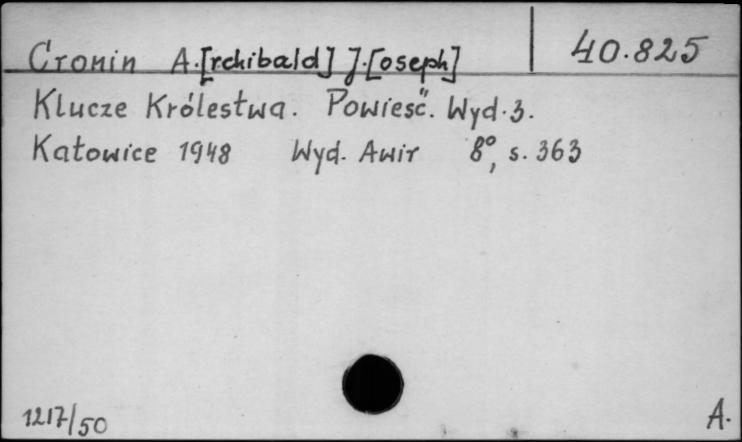 Cronin A.[rchibald] J.[oseph] 40.825
Klucze Królestwa. Powieść. Wyd.3.
Katowice 1948 Wyd. Awir 8°, s. 363
1217/50 A.